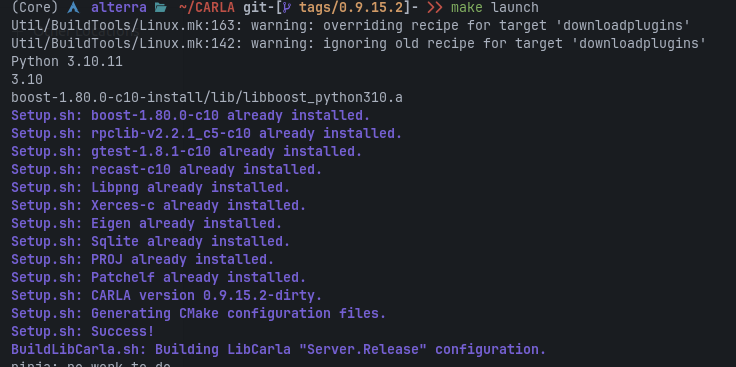 (Core) alterra ~/CARLA git-[ tags/0.9.15.2]- >> make launch
Util/BuildTools/Linux.mk:163: warning: overriding recipe for target 'downloadplugins'
Util/BuildTools/Linux.mk:142: warning: ignoring old recipe for target 'downloadplugins'
Python 3.10.11
3.10
boost-1.80.0-c10-install/lib/libboost_python310.a
Setup.sh: boost-1.80.0-c10 already installed.
Setup.sh: rpclib-v2.2.1_c5-c10 already installed.
Setup.sh: gtest-1.8.1-c10 already installed.
Setup.sh: recast-c10 already installed.
Setup.sh: Libpng already installed.
Setup.sh: Xerces-c already installed.
Setup.sh: Eigen already installed.
Setup.sh: Sqlite already installed.
Setup.sh: PROJ already installed.
Setup.sh: Patchelf already installed.
Setup.sh: CARLA version 0.9.15.2-dirty.
Setup.sh: Generating CMake configuration files.
Setup.sh: Success!
BuildLibCarla.sh: Building LibCarla "Server.Release" configuration.
ninja: no work to do